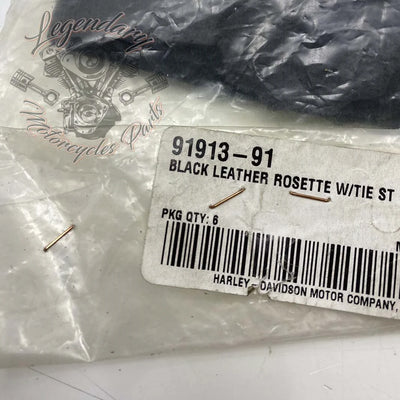 Legendary
Motorcycles Parts
91913-91
BLACK LEATHER ROSETTE W/TIE ST
PKG QTY: 6
HARLEY-DAVIDSON MOTOR COMPANY,